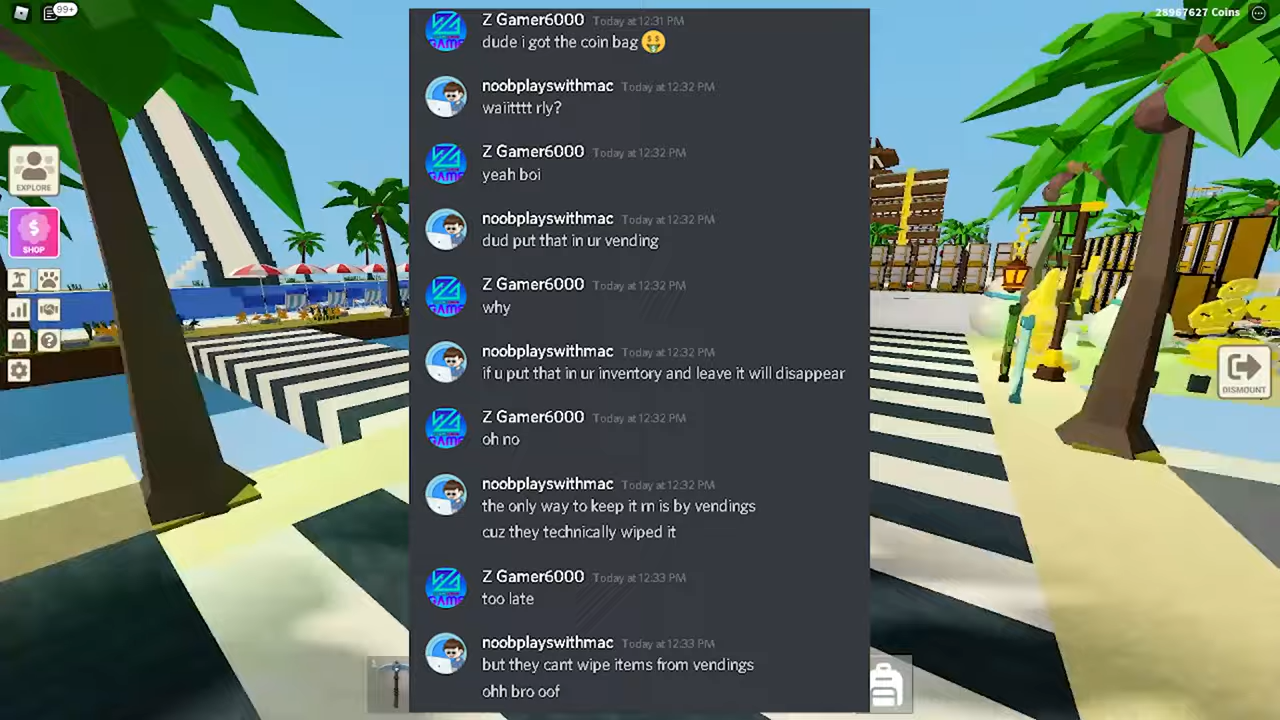 99+
28967627 Coins
Z Gamer6000 Today at 12:31 PM
dude i got the coin bag 🤑
noobplayswithmac Today at 12:32 PM
waiitttt rly?
Z Gamer6000 Today at 12:32 PM
yeah boi
noobplayswithmac Today at 12:32 PM
dud put that in ur vending
Z Gamer6000 Today at 12:32 PM
why
noobplayswithmac Today at 12:32 PM
if u put that in ur inventory and leave it will disappear
Z Gamer6000 Today at 12:32 PM
oh no
noobplayswithmac Today at 12:32 PM
the only way to keep it rn is by vendings
cuz they technically wiped it
Z Gamer6000 Today at 12:33 PM
too late
noobplayswithmac Today at 12:33 PM
but they cant wipe items from vendings
ohh bro oof
EXPLORE
$
SHOP
?
DISMOUNT
1